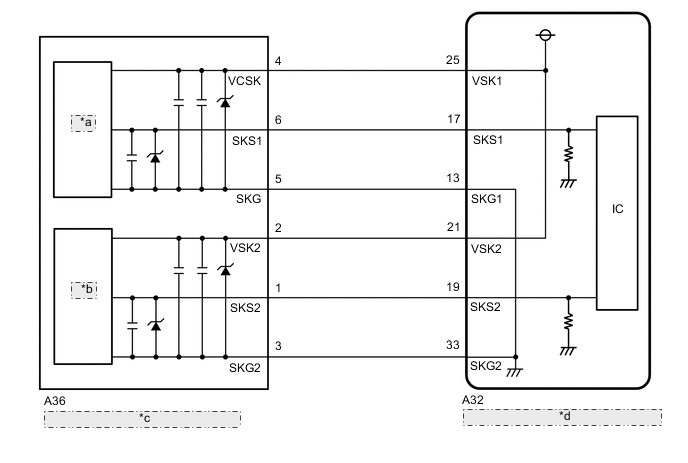 4 25
VCSK VSK1
*a 6 17
SKS1 SKS1
5 13
SKG SKG1
IC
2 21
VSK2 VSK2
*b 1 19
SKS2 SKS2
3 33
SKG2 SKG2
A36 A32
*c *d